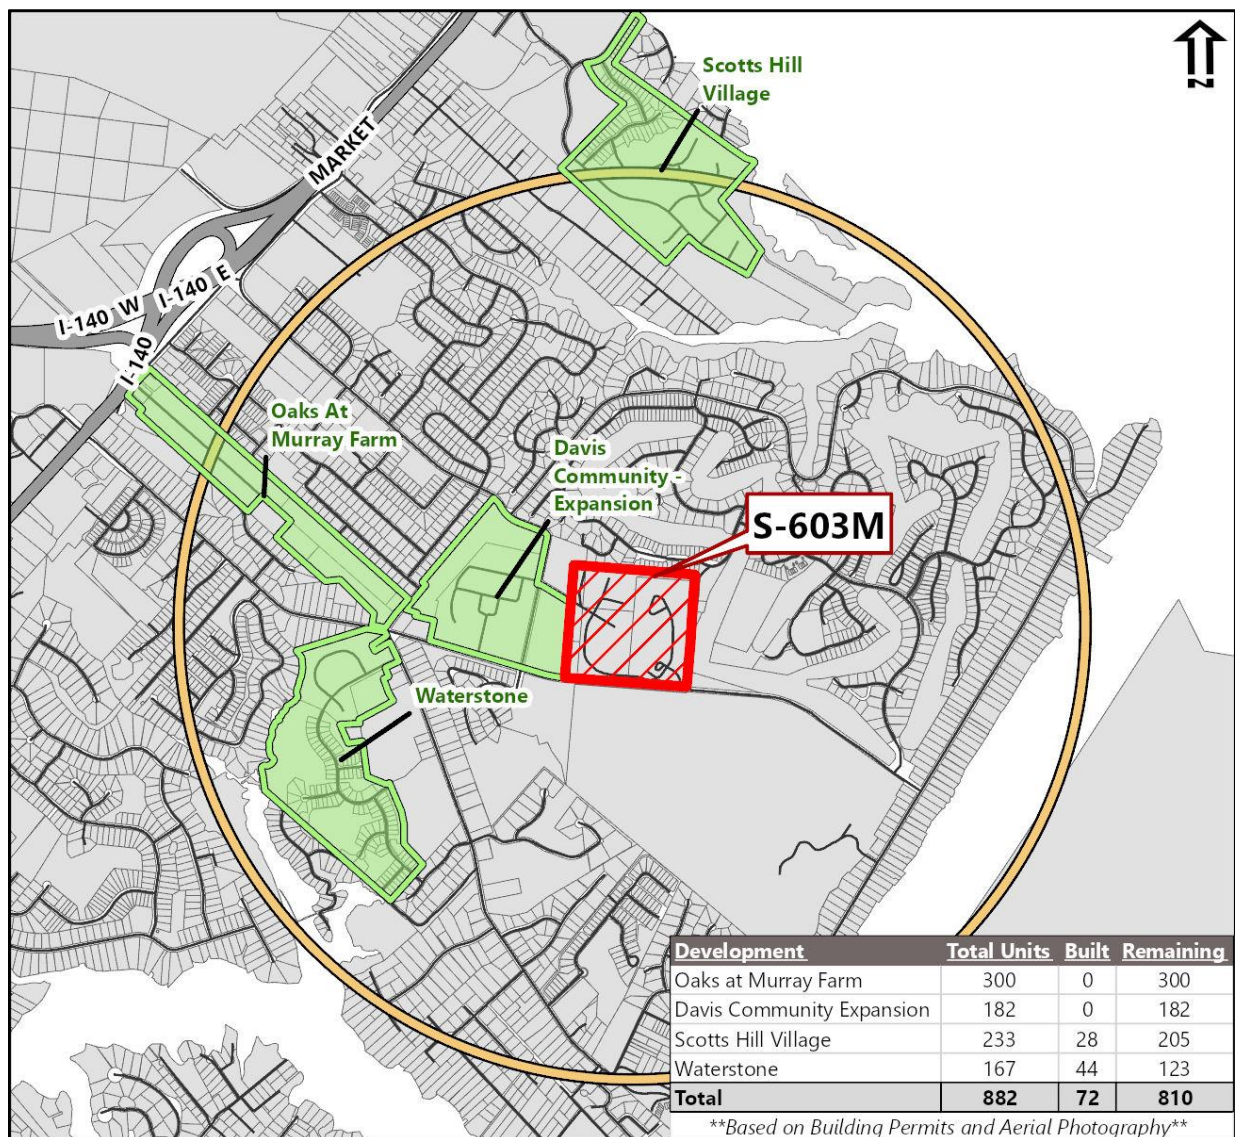 Scotts Hill
Village
N
MARKET
I-140 W
I-140 E
I-140
Oaks At
Murray Farm
Davis
Community -
Expansion
S-603M
Waterstone
Development Total Units Built Remaining
Oaks at Murray Farm 300 0 300
Davis Community Expansion 182 0 182
Scotts Hill Village 233 28 205
Waterstone 167 44 123
Total 882 72 810
**Based on Building Permits and Aerial Photography**